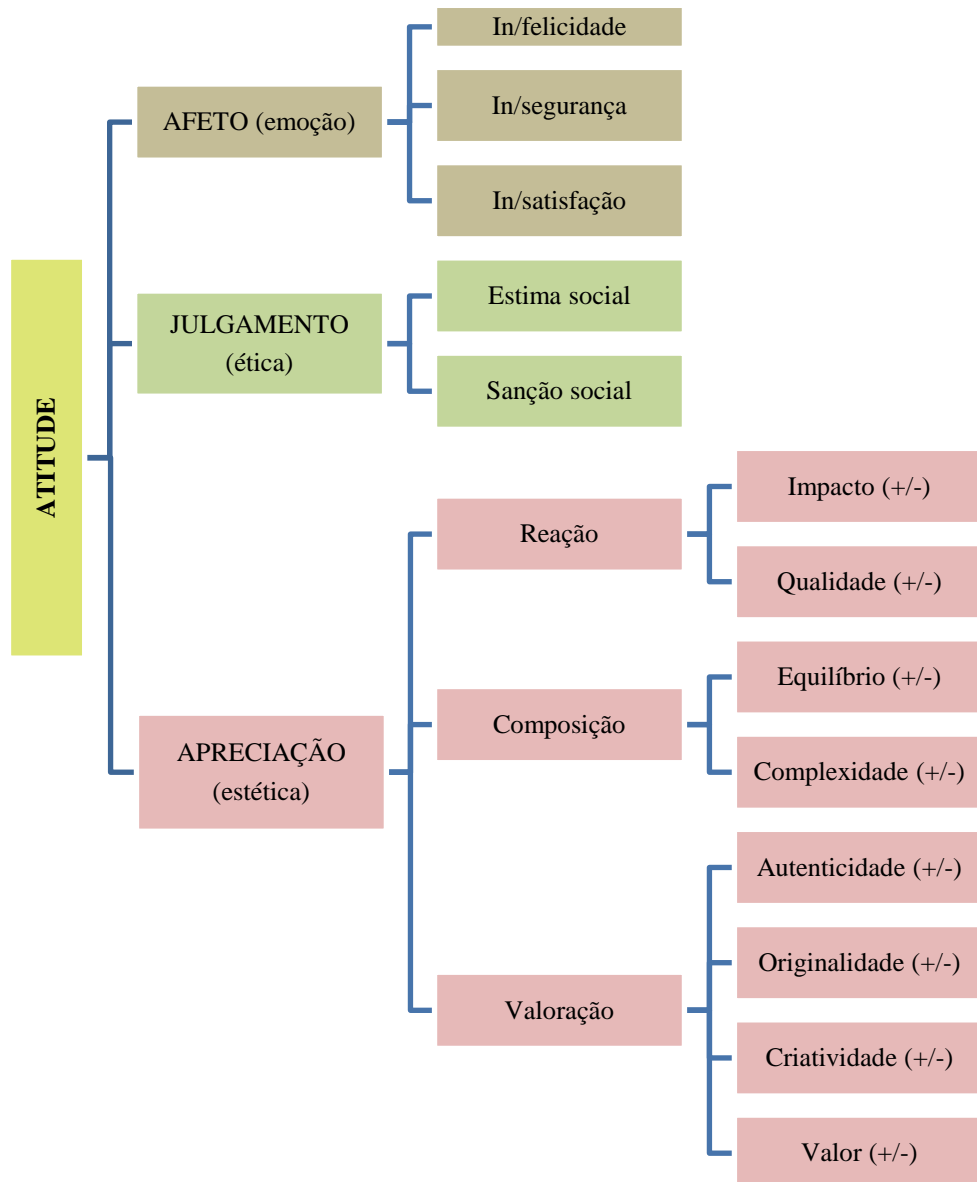 ATITUDE
AFETO (emoção)
In/felicidade
In/segurança
In/satisfação
JULGAMENTO
(ética)
Estima social
Sanção social
APRECIAÇÃO
(estética)
Reação
Impacto (+/-)
Qualidade (+/-)
Composição
Equilíbrio (+/-)
Complexidade (+/-)
Valoração
Autenticidade (+/-)
Originalidade (+/-)
Criatividade (+/-)
Valor (+/-)